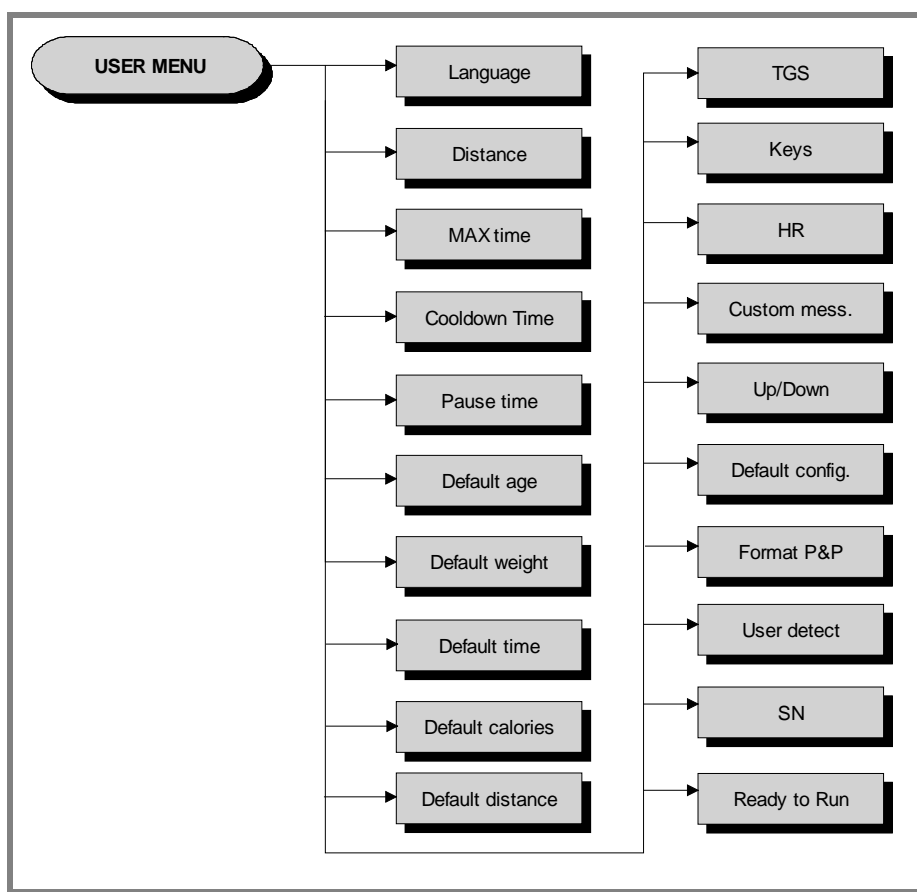 USER MENU
Language
Distance
MAX time
Cooldown Time
Pause time
Default age
Default weight
Default time
Default calories
Default distance
TGS
Keys
HR
Custom mess.
Up/Down
Default config.
Format P&P
User detect
SN
Ready to Run